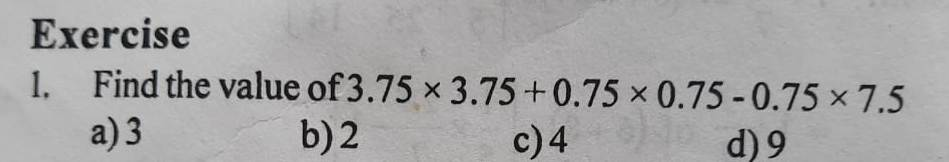 Exercise
1. Find the value of 3.75 × 3.75 + 0.75 × 0.75 - 0.75 × 7.5
a) 3 b) 2 c) 4 d) 9